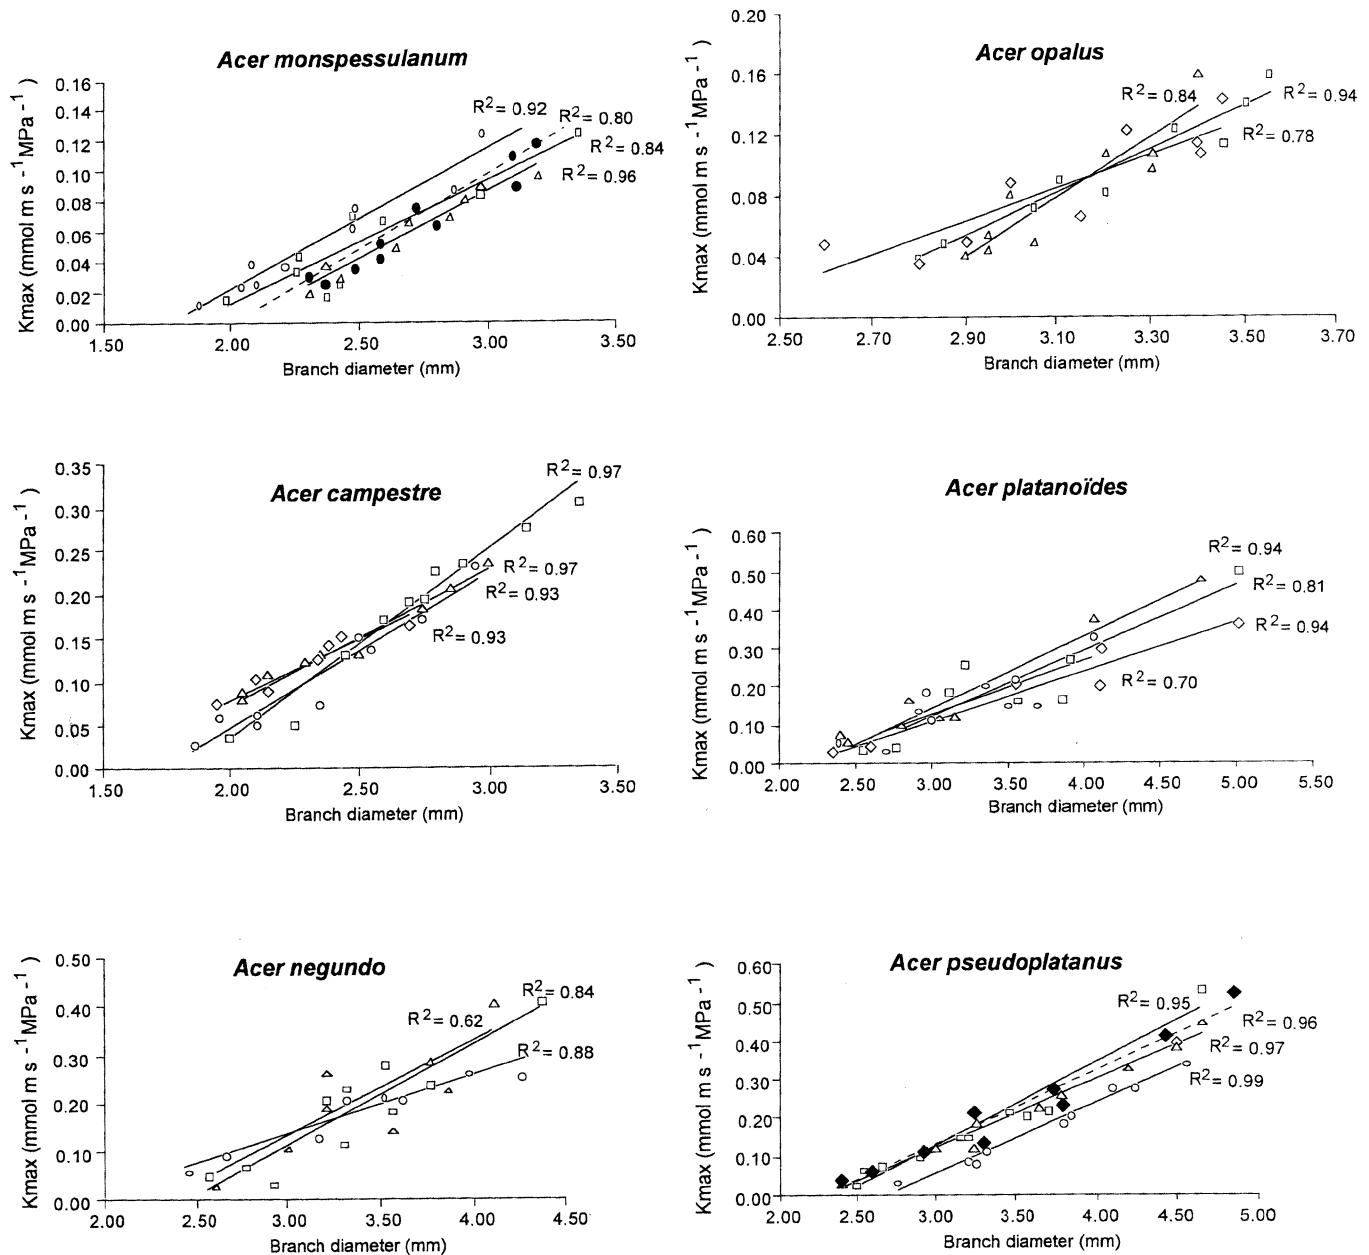 Acer monspessulanum
Kmax (mmol m s -1 MPa -1 )
0.16
0.14
0.12
0.10
0.08
0.06
0.04
0.02
0.00
R2= 0.92
R2= 0.80
R2= 0.84
R2= 0.96
1.50 2.00 2.50 3.00 3.50
Branch diameter (mm)
Acer opalus
Kmax (mmol m s -1 MPa -1 )
0.20
0.16
0.12
0.08
0.04
0.00
R2= 0.84
R2= 0.94
R2= 0.78
2.50 2.70 2.90 3.10 3.30 3.50 3.70
Branch diameter (mm)
Acer campestre
Kmax (mmol m s -1 MPa -1 )
0.35
0.30
0.25
0.20
0.15
0.10
0.05
0.00
R2= 0.97
R2= 0.97
R2= 0.93
R2= 0.93
1.50 2.00 2.50 3.00 3.50
Branch diameter (mm)
Acer platanoïdes
Kmax (mmol m s -1 MPa -1 )
0.60
0.50
0.40
0.30
0.20
0.10
0.00
R2= 0.94
R2= 0.81
R2= 0.94
R2= 0.70
2.00 2.50 3.00 3.50 4.00 4.50 5.00 5.50
Branch diameter (mm)
Acer negundo
Kmax (mmol m s -1 MPa -1 )
0.50
0.40
0.30
0.20
0.10
0.00
R2= 0.84
R2= 0.62
R2= 0.88
2.00 2.50 3.00 3.50 4.00 4.50
Branch diameter (mm)
Acer pseudoplatanus
Kmax (mmol m s -1 MPa -1 )
0.60
0.50
0.40
0.30
0.20
0.10
0.00
R2= 0.95
R2= 0.96
R2= 0.97
R2= 0.99
2.00 2.50 3.00 3.50 4.00 4.50 5.00
Branch diameter (mm)